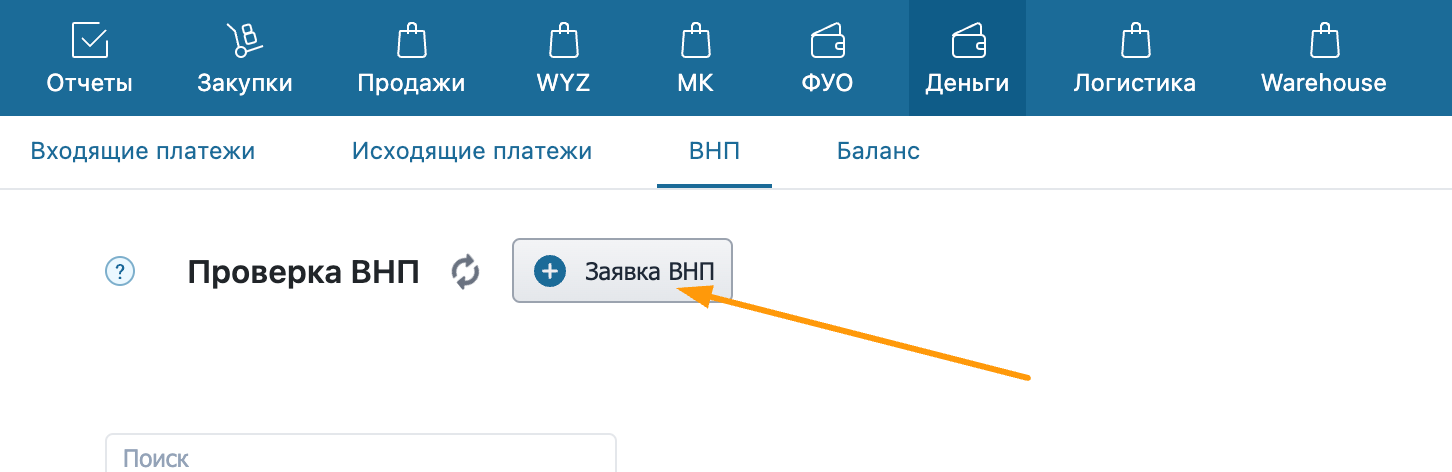 Отчеты Закупки Продажи WYZ МК ФУО Деньги Логистика Warehouse
Входящие платежи Исходящие платежи ВНП Баланс
? Проверка ВНП Заявка ВНП
Поиск